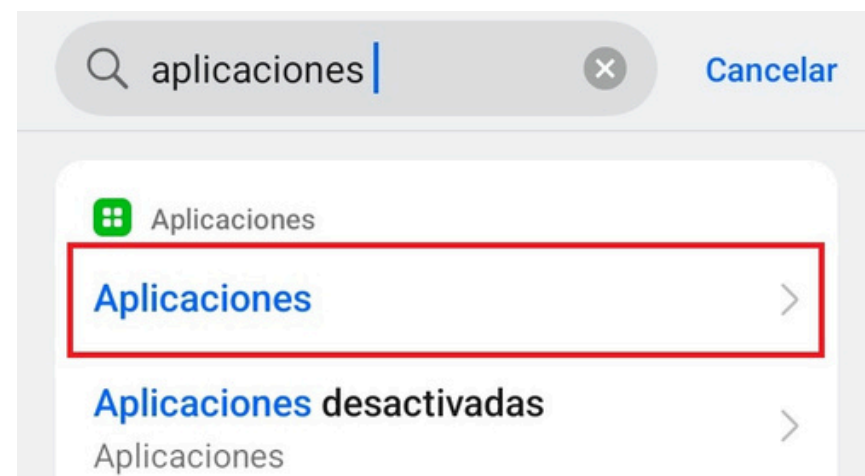 aplicaciones
Cancelar
Aplicaciones
Aplicaciones
Aplicaciones desactivadas
Aplicaciones